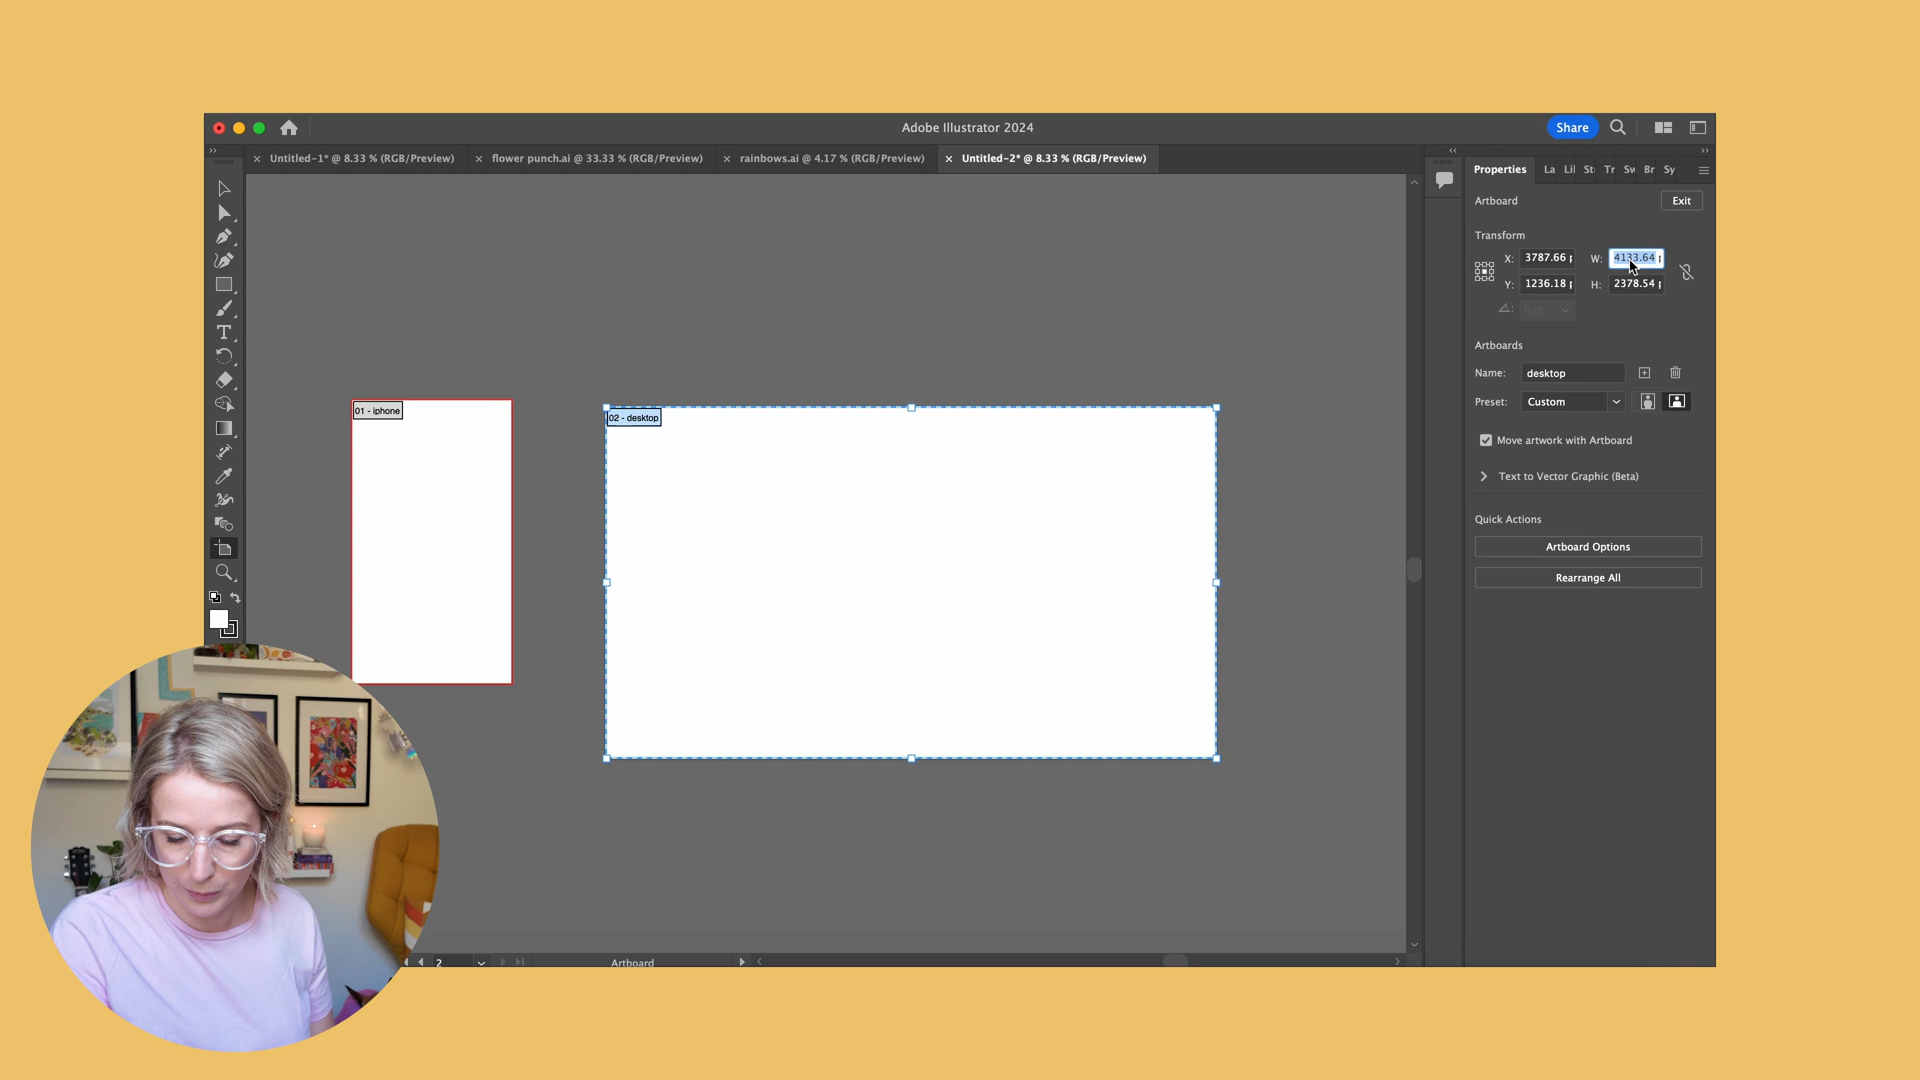 Adobe Illustrator 2024
Share
Untitled-1* @ 8.33 % (RGB/Preview)
flower punch.ai @ 33.33 % (RGB/Preview)
rainbows.ai @ 4.17 % (RGB/Preview)
Untitled-2* @ 8.33 % (RGB/Preview)
Properties La Lil St Tr Sw Br Sy
Artboard
Exit
Transform
X: 3787.66 W: 4133.64
Y: 1236.18 H: 2378.54
0 pt
Artboards
Name: desktop
Preset: Custom
Move artwork with Artboard
Text to Vector Graphic (Beta)
Quick Actions
Artboard Options
Rearrange All
01 - iphone
02 - desktop
2
Artboard